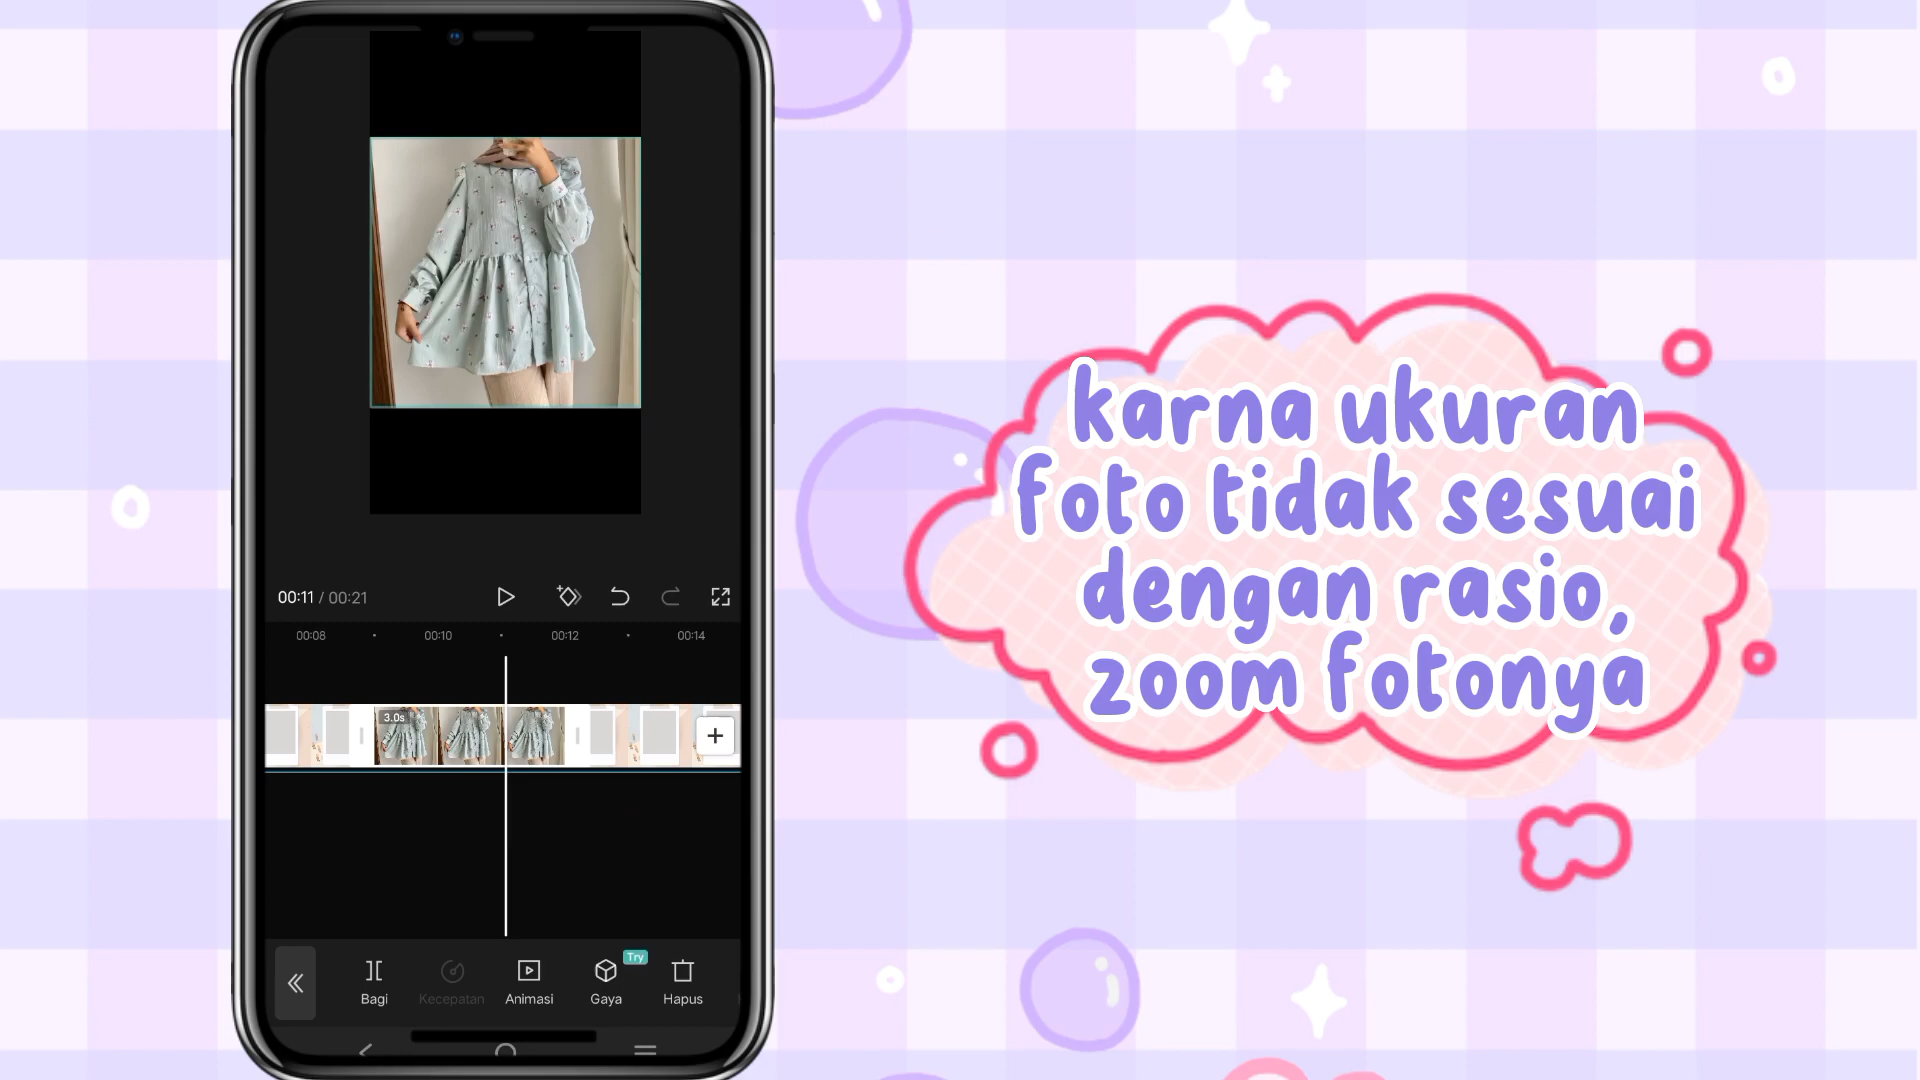 00:11 / 00:21
00:08
00:10
00:12
00:14
3.0s
Try
Bagi
Kecepatan
Animasi
Gaya
Hapus
karna ukuran
foto tidak sesuai
dengan rasio,
zoom fotonya